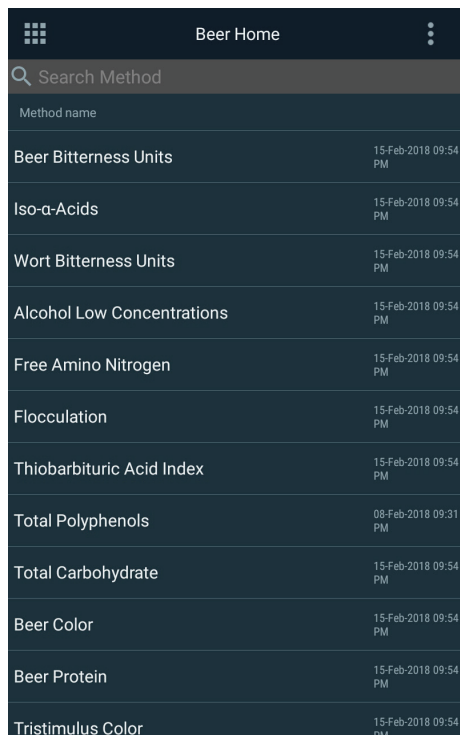 Beer Home
Search Method
Method name
Beer Bitterness Units 15-Feb-2018 09:54
PM
Iso-α-Acids 15-Feb-2018 09:54
PM
Wort Bitterness Units 15-Feb-2018 09:54
PM
Alcohol Low Concentrations 15-Feb-2018 09:54
PM
Free Amino Nitrogen 15-Feb-2018 09:54
PM
Flocculation 15-Feb-2018 09:54
PM
Thiobarbituric Acid Index 15-Feb-2018 09:54
PM
Total Polyphenols 08-Feb-2018 09:31
PM
Total Carbohydrate 15-Feb-2018 09:54
PM
Beer Color 15-Feb-2018 09:54
PM
Beer Protein 15-Feb-2018 09:54
PM
Tristimulus Color 15-Feb-2018 09:54
PM